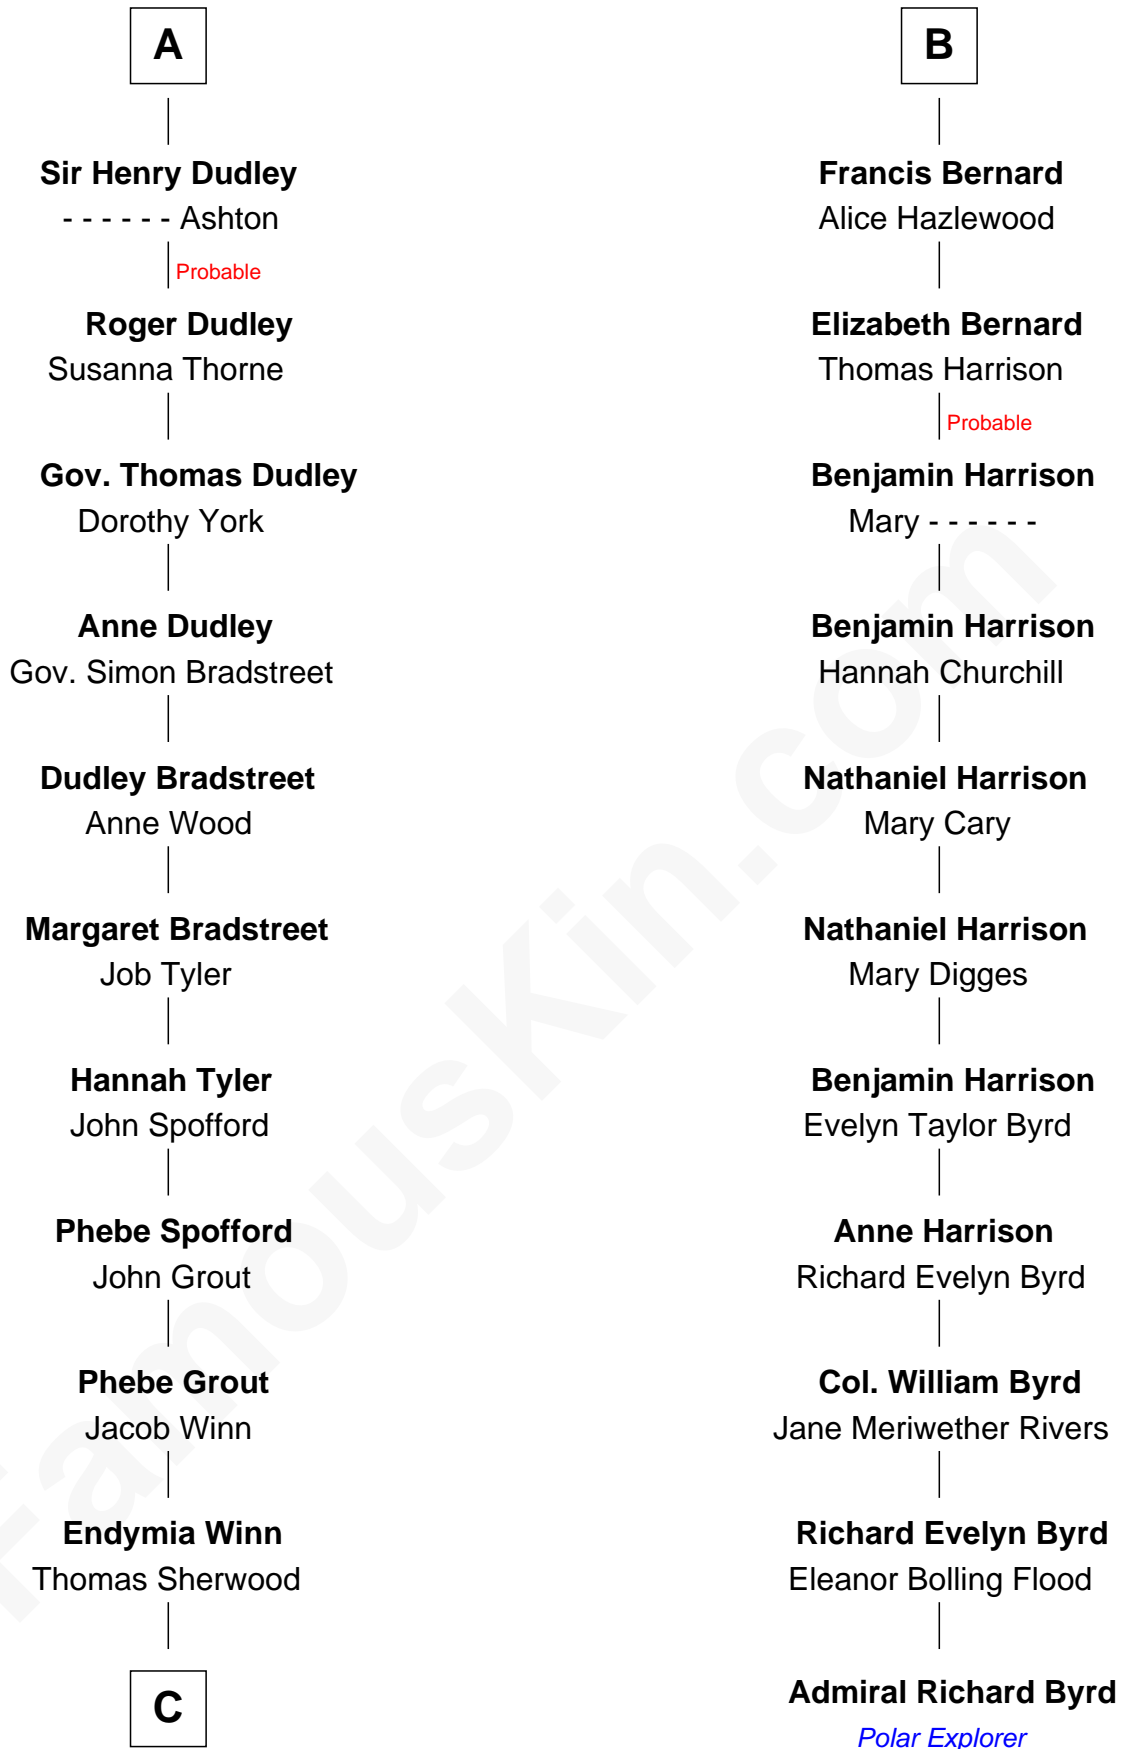 A
Sir Henry Dudley
- - - - - - Ashton
Probable
Roger Dudley
Susanna Thorne
Gov. Thomas Dudley
Dorothy York
Anne Dudley
Gov. Simon Bradstreet
Dudley Bradstreet
Anne Wood
Margaret Bradstreet
Job Tyler
Hannah Tyler
John Spofford
Phebe Spofford
John Grout
Phebe Grout
Jacob Winn
Endymia Winn
Thomas Sherwood
C
B
Francis Bernard
Alice Hazlewood
Elizabeth Bernard
Thomas Harrison
Probable
Benjamin Harrison
Mary - - - - - -
Benjamin Harrison
Hannah Churchill
Nathaniel Harrison
Mary Cary
Nathaniel Harrison
Mary Digges
Benjamin Harrison
Evelyn Taylor Byrd
Anne Harrison
Richard Evelyn Byrd
Col. William Byrd
Jane Meriwether Rivers
Richard Evelyn Byrd
Eleanor Bolling Flood
Admiral Richard Byrd
Polar Explorer
FamousKin.com